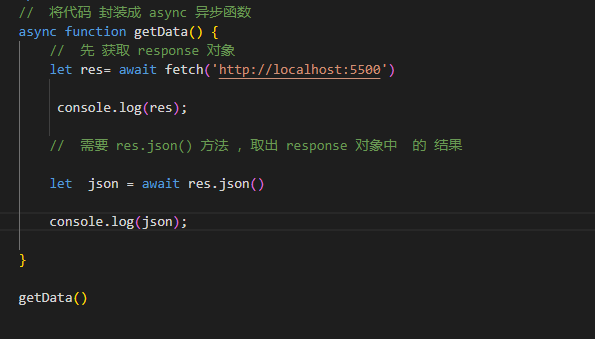 //  将代码 封装成 async 异步函数
async function getData() {
//  先 获取 response 对象
let res= await fetch('http://localhost:5500')
console.log(res);
//  需要 res.json() 方法 , 取出 response 对象中  的 结果
let  json = await res.json()
console.log(json);
}
getData()